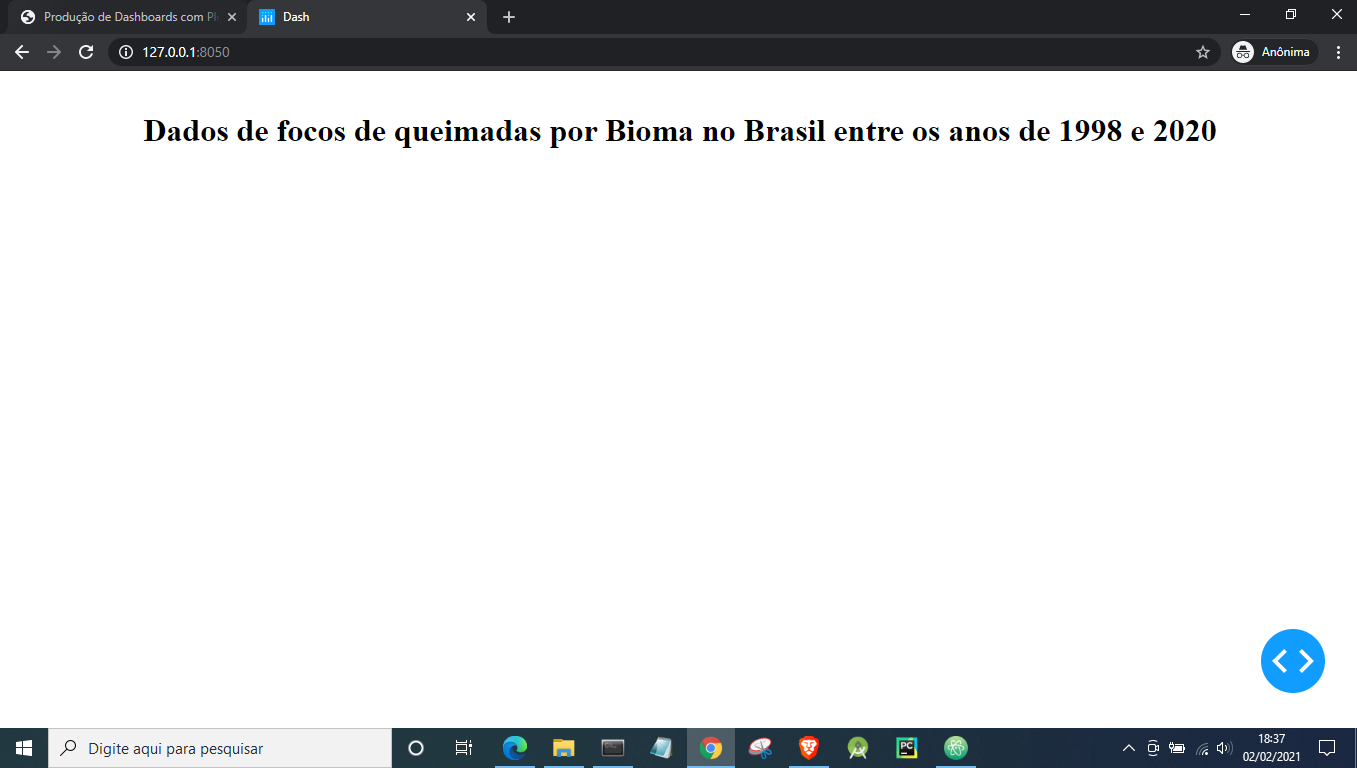 Produção de Dashboards com Pl
Dash
127.0.0.1:8050
Anônima
Dados de focos de queimadas por Bioma no Brasil entre os anos de 1998 e 2020
Digite aqui para pesquisar
PC
18:37
02/02/2021